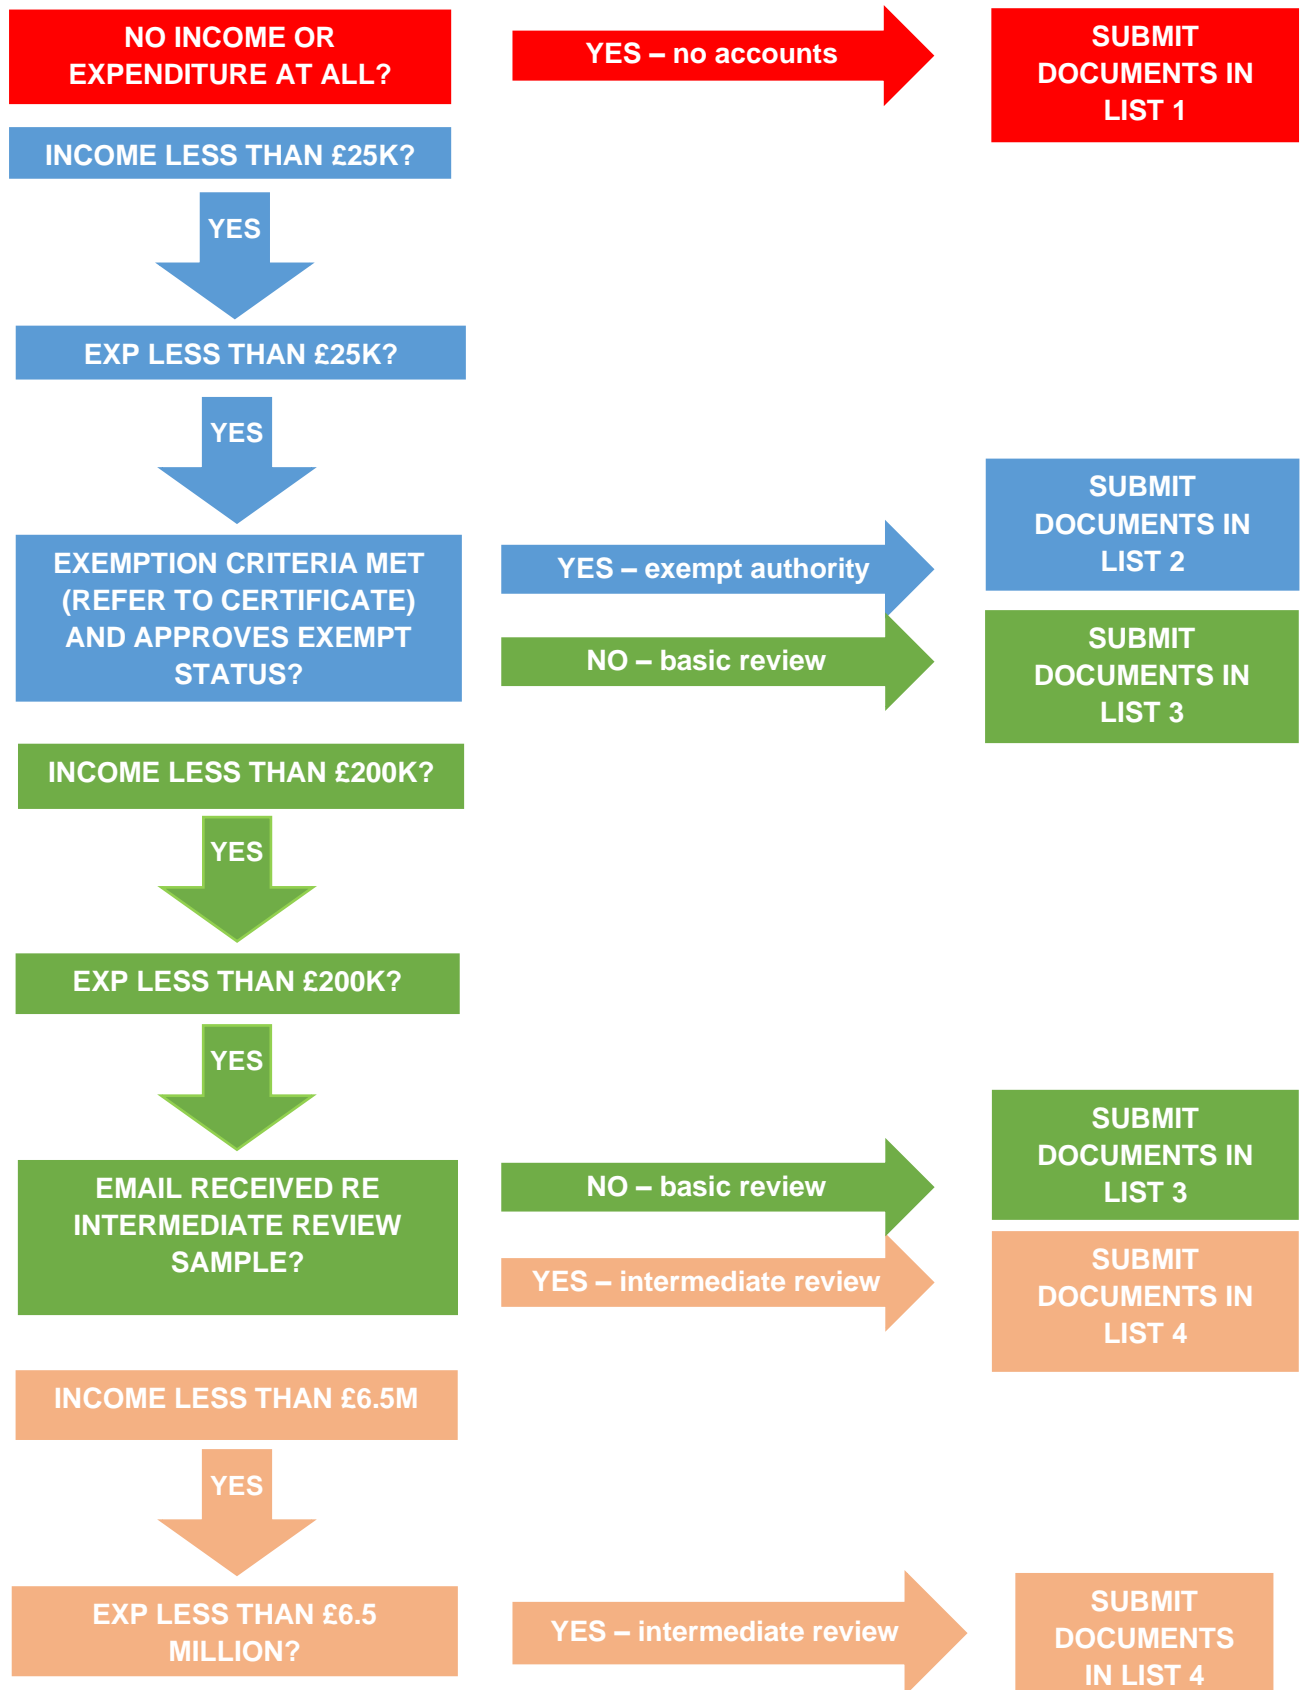 NO INCOME OR
EXPENDITURE AT ALL?
YES – no accounts
SUBMIT
DOCUMENTS IN
LIST 1
INCOME LESS THAN £25K?
YES
EXP LESS THAN £25K?
YES
EXEMPTION CRITERIA MET
(REFER TO CERTIFICATE)
AND APPROVES EXEMPT
STATUS?
YES – exempt authority
SUBMIT
DOCUMENTS IN
LIST 2
NO – basic review
SUBMIT
DOCUMENTS IN
LIST 3
INCOME LESS THAN £200K?
YES
EXP LESS THAN £200K?
YES
EMAIL RECEIVED RE
INTERMEDIATE REVIEW
SAMPLE?
NO – basic review
SUBMIT
DOCUMENTS IN
LIST 3
YES – intermediate review
SUBMIT
DOCUMENTS IN
LIST 4
INCOME LESS THAN £6.5M
YES
EXP LESS THAN £6.5
MILLION?
YES – intermediate review
SUBMIT
DOCUMENTS
IN LIST 4